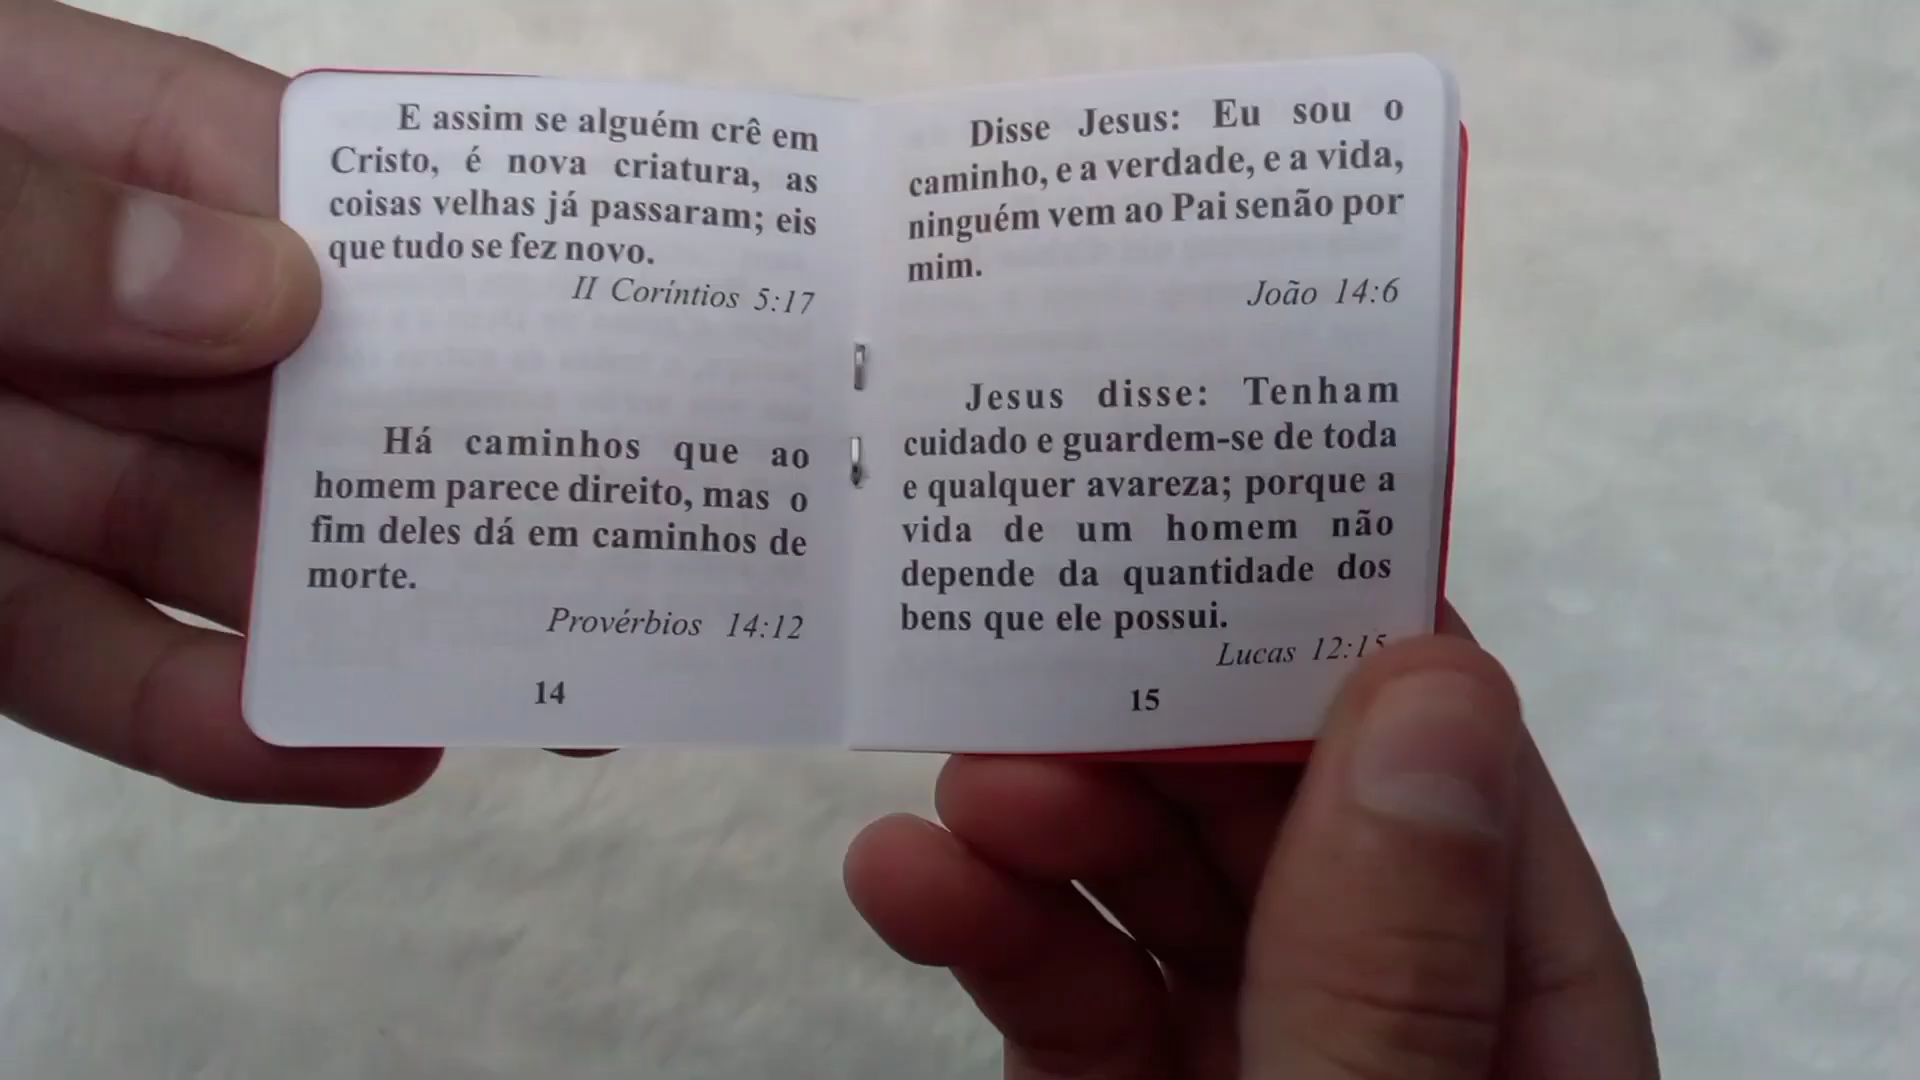 E assim se alguém crê em
Cristo, é nova criatura, as
coisas velhas já passaram; eis
que tudo se fez novo.
II Coríntios 5:17
Há caminhos que ao
homem parece direito, mas o
fim deles dá em caminhos de
morte.
Provérbios 14:12
14
Disse Jesus: Eu sou o
caminho, e a verdade, e a vida,
ninguém vem ao Pai senão por
mim.
João 14:6
Jesus disse: Tenham
cuidado e guardem-se de toda
e qualquer avareza; porque a
vida de um homem não
depende da quantidade dos
bens que ele possui.
Lucas 12:15
15